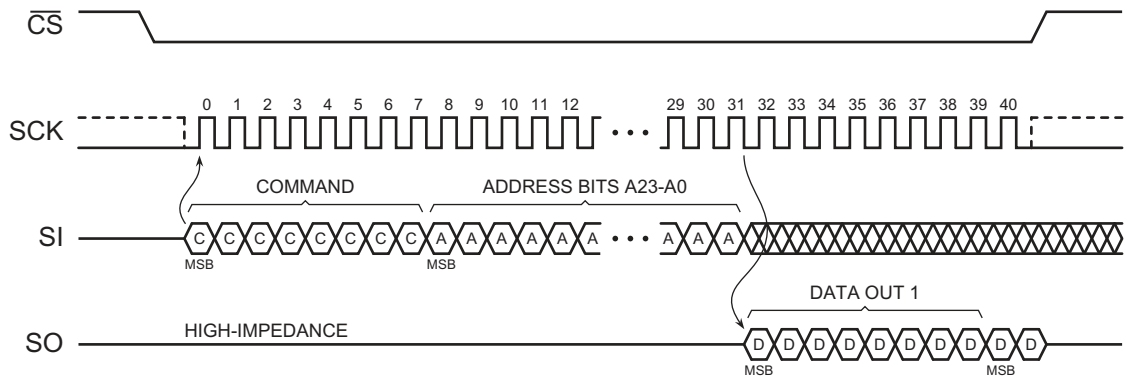 CS
0 1 2 3 4 5 6 7 8 9 10 11 12 29 30 31 32 33 34 35 36 37 38 39 40
SCK
COMMAND ADDRESS BITS A23-A0
SI C C C C C C C C A A A A A A A A A
MSB MSB
DATA OUT 1
HIGH-IMPEDANCE
SO D D D D D D D D D D
MSB MSB